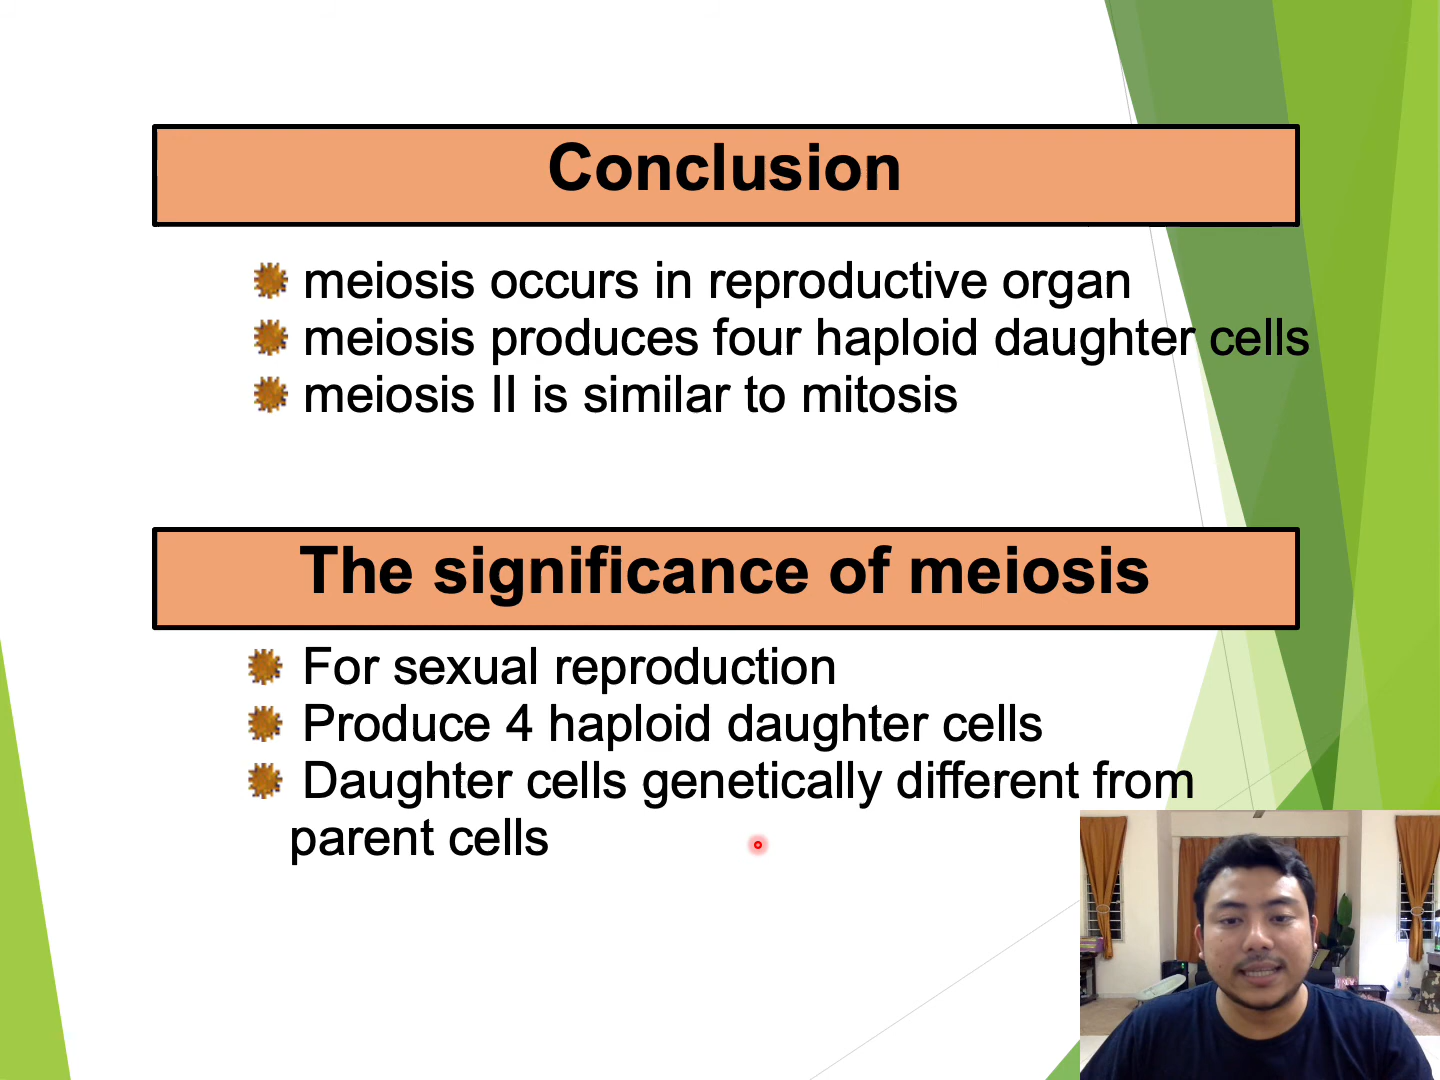 Conclusion
meiosis occurs in reproductive organ
meiosis produces four haploid daughter cells
meiosis II is similar to mitosis
The significance of meiosis
For sexual reproduction
Produce 4 haploid daughter cells
Daughter cells genetically different from
parent cells